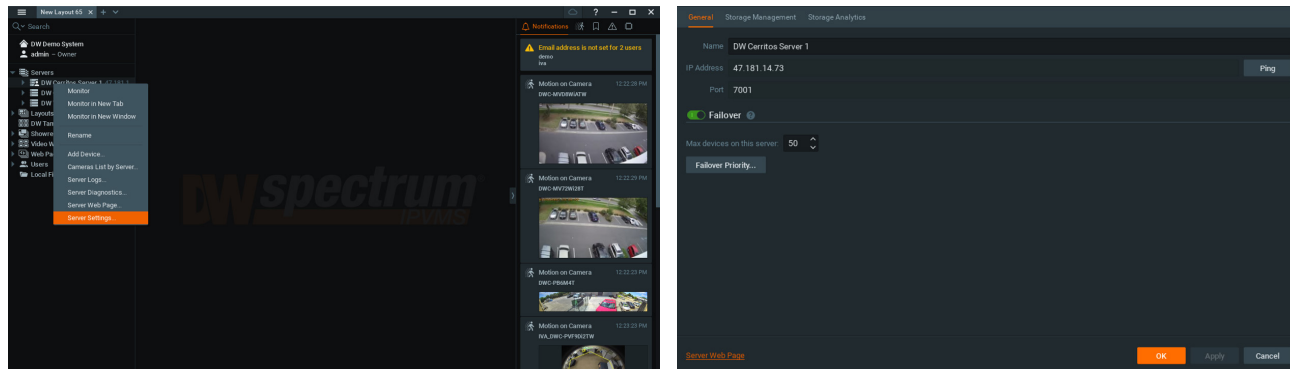 New Layout 65
Search
Notifications
DW Demo System
admin – Owner
Servers
DW Cerritos Server 1 47.181.1
DW
DW
Layouts
DW Tan
Showre
Video W
Web Pa
Users
Local Fi
Monitor
Monitor in New Tab
Monitor in New Window
Rename
Add Device...
Cameras List by Server...
Server Logs...
Server Diagnostics...
Server Web Page...
Server Settings...
DW spectrum
IPVMS
Email address is not set for 2 users
demo
iva
Motion on Camera 12:22:28 PM
DWC-MVD8WiATW
Motion on Camera 12:22:29 PM
DWC-MV72Wi28T
Motion on Camera 12:22:23 PM
DWC-PB6M4T
Motion on Camera 12:23:23 PM
IVA_DWC-PVF9Di2TW
General Storage Management Storage Analytics
Name DW Cerritos Server 1
IP Address 47.181.14.73 Ping
Port 7001
Failover ?
Max devices on this server: 50
Failover Priority...
Server Web Page
OK Apply Cancel